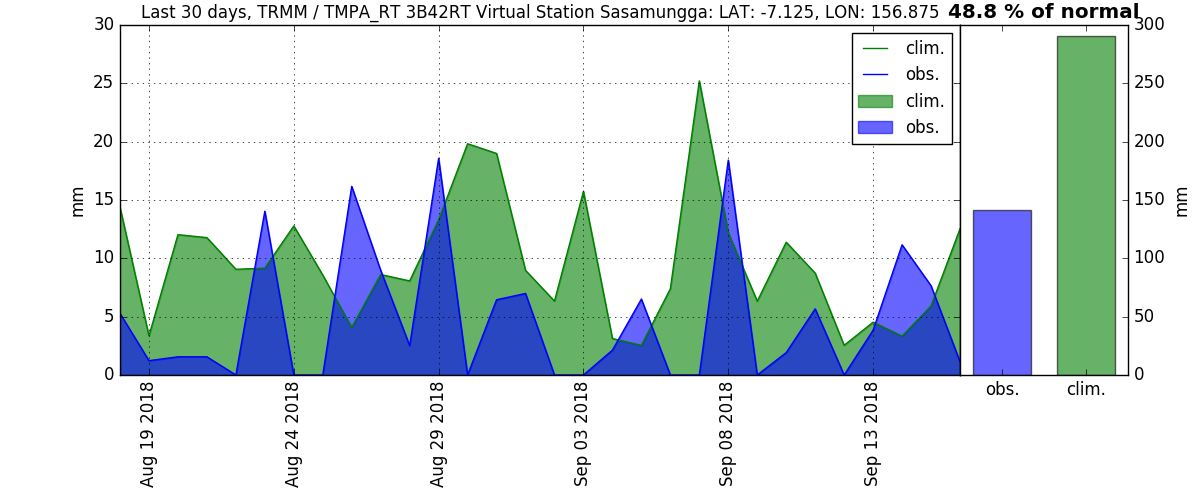 Last 30 days, TRMM / TMPA_RT 3B42RT Virtual Station Sasamungga: LAT: -7.125, LON: 156.875
48.8 % of normal
30
25
20
15
10
5
0
mm
clim.
obs.
clim.
obs.
Aug 19 2018
Aug 24 2018
Aug 29 2018
Sep 03 2018
Sep 08 2018
Sep 13 2018
300
250
200
150
100
50
0
mm
obs.
clim.